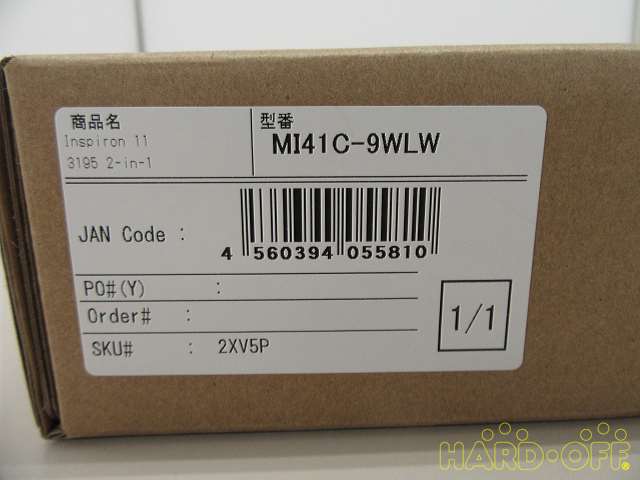 商品名
Inspiron 11
3195 2-in-1
型番
MI41C-9WLW
JAN Code :
4 560394 055810
PO#(Y) :
Order# :
SKU# : 2XV5P
1/1
HARD・OFF